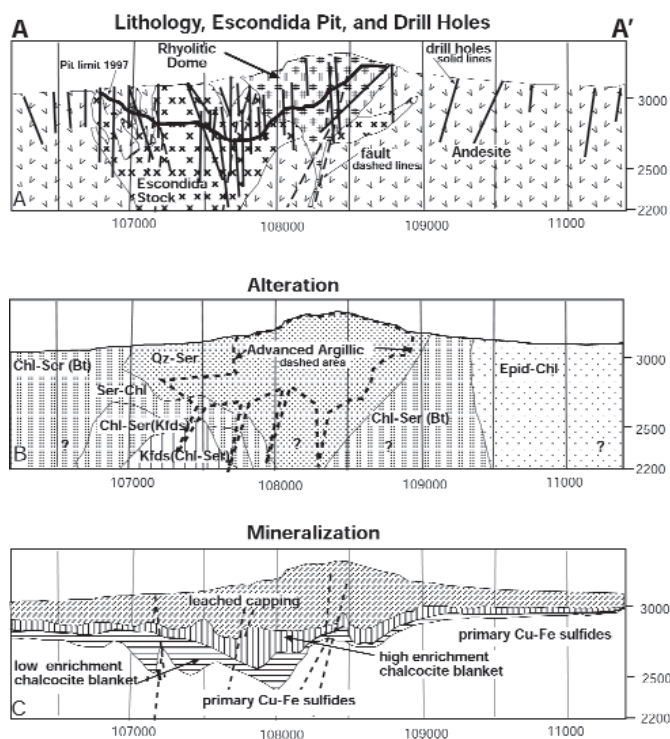 Lithology, Escondida Pit, and Drill Holes
A
A'
Pit limit 1997
Rhyolitic
Dome
drill holes
solid lines
3000
Andesite
fault
dashed lines
2500
Escondida
Stock
2200
A
107000
108000
109000
11000
Alteration
Chl-Ser (Bt)
Qz-Ser
Advanced Argillic
dashed area
Epid-Chl
3000
Ser-Chl
Chl-Ser(Kfds)
Chl-Ser (Bt)
2500
?
?
?
?
Kfds(Chl-Ser)
2200
B
107000
108000
109000
11000
Mineralization
leached capping
3000
primary Cu-Fe sulfides
low enrichment
chalcocite blanket
high enrichment
chalcocite blanket
2500
primary Cu-Fe sulfides
2200
C
107000
108000
109000
11000